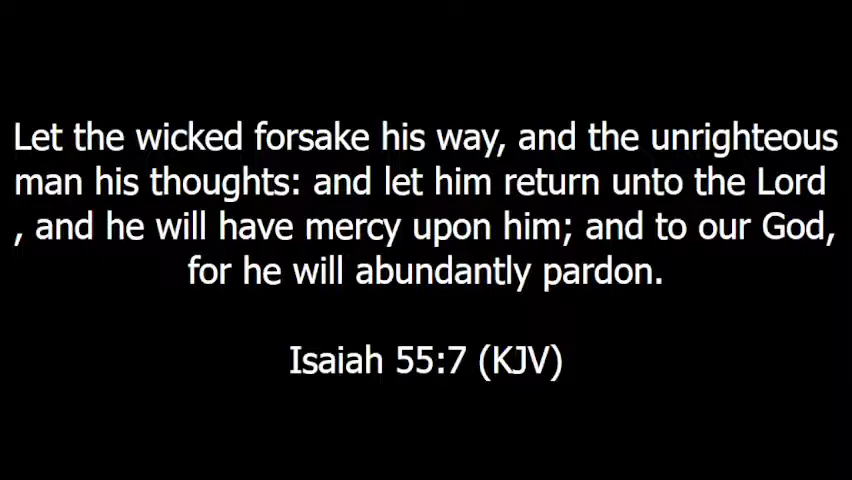 Let the wicked forsake his way, and the unrighteous
man his thoughts: and let him return unto the Lord
, and he will have mercy upon him; and to our God,
for he will abundantly pardon.
Isaiah 55:7 (KJV)